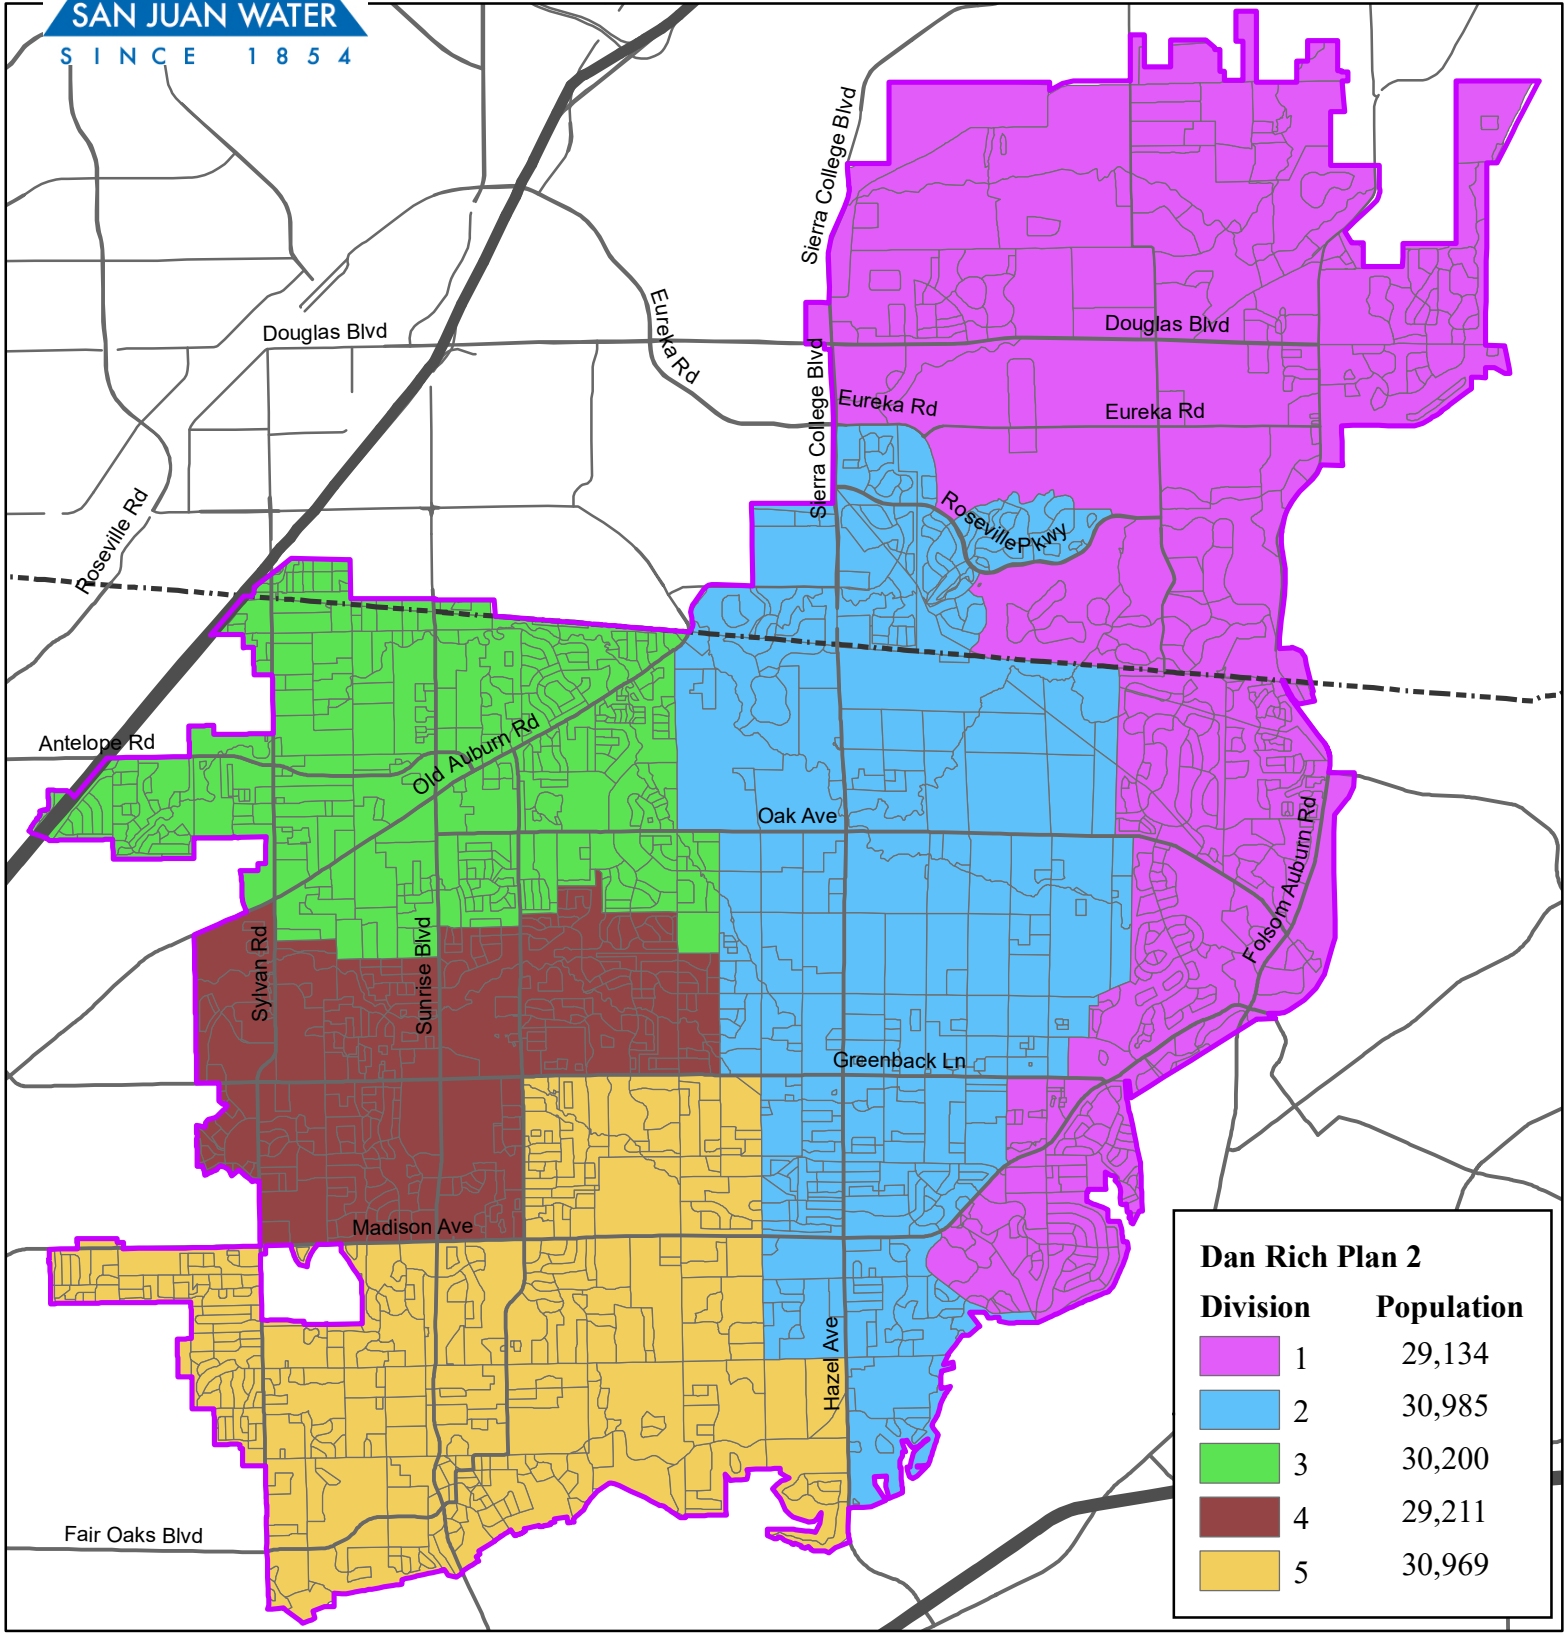 SAN JUAN WATER
SINCE 1854
Sierra College Blvd
Douglas Blvd
Eureka Rd
Douglas Blvd
Sierra College Blvd
Eureka Rd
Eureka Rd
Roseville Rd
Roseville Pkwy
Antelope Rd
Old Auburn Rd
Oak Ave
Folsom Auburn Rd
Sylvan Rd
Sunrise Blvd
Greenback Ln
Madison Ave
Hazel Ave
Fair Oaks Blvd
Dan Rich Plan 2
Division Population
1 29,134
2 30,985
3 30,200
4 29,211
5 30,969